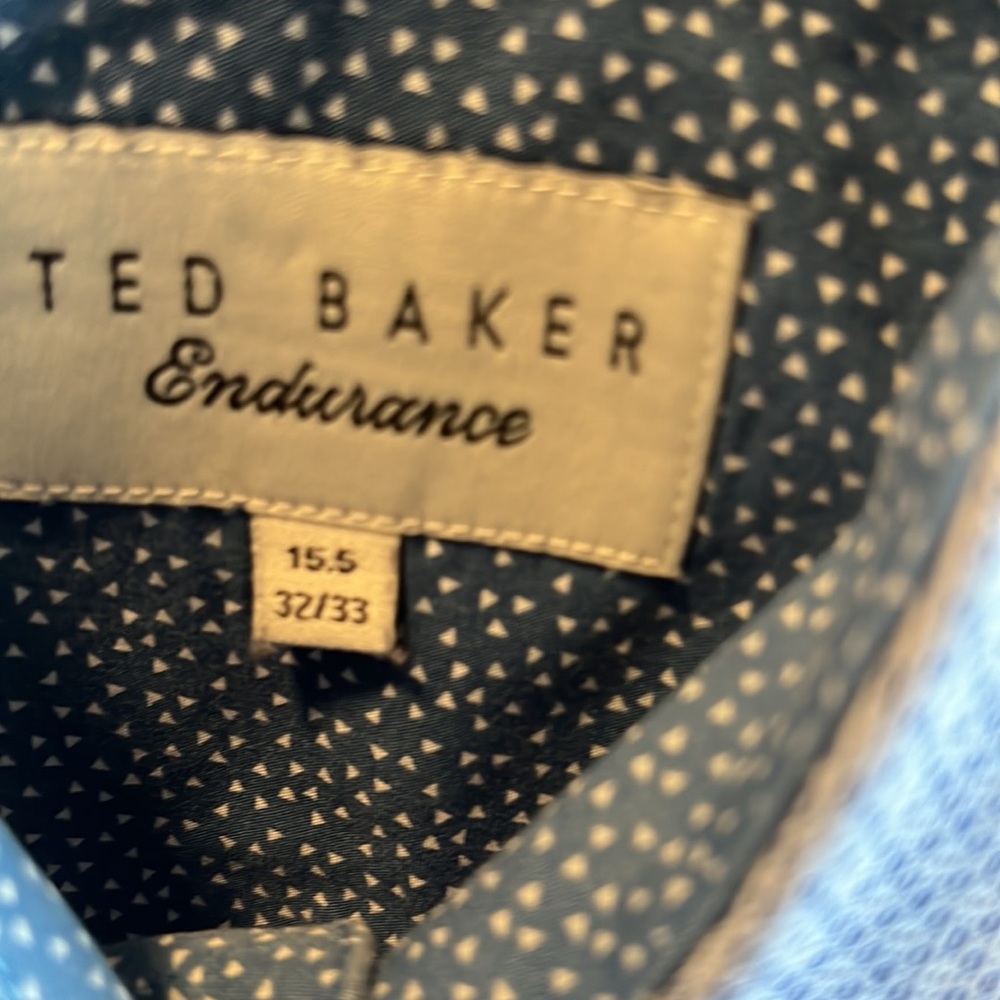 TED BAKER
Endurance
15.5
32/33